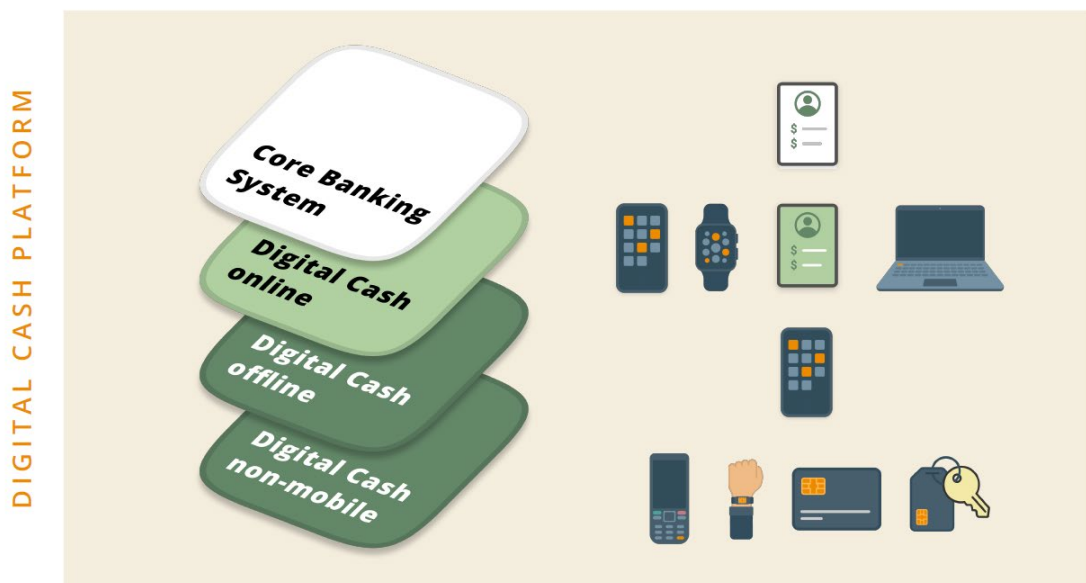 DIGITAL CASH PLATFORM
Core Banking
System
Digital Cash
online
Digital Cash
offline
Digital Cash
non-mobile
$
$
$
$